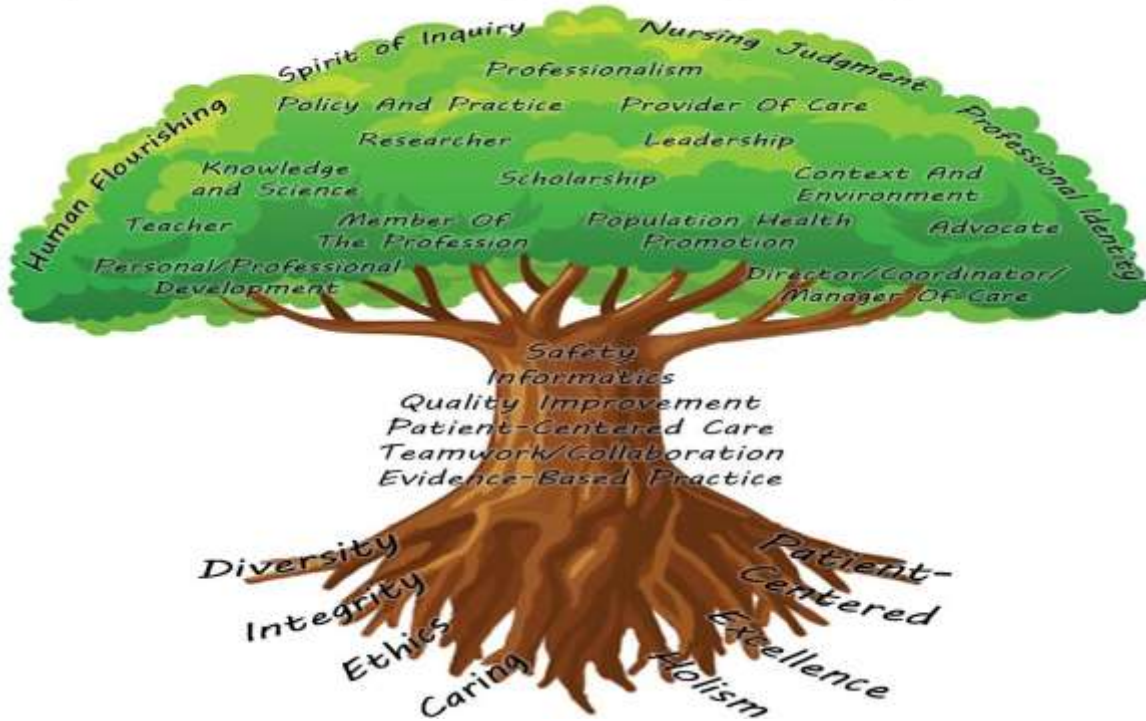 Spirit of Inquiry
Nursing Judgment
Human Flourishing
Professional Identity
Professionalism
Policy And Practice
Provider Of Care
Researcher
Leadership
Knowledge
and Science
Scholarship
Context And
Environment
Teacher
Member Of
The Profession
Population Health
Promotion
Advocate
Personal/Professional
Development
Director/Coordinator/
Manager Of Care
Safety
Informatics
Quality Improvement
Patient-Centered Care
Teamwork/Collaboration
Evidence-Based Practice
Diversity
Integrity
Ethics
Caring
Holism
Excellence
Patient-
Centered